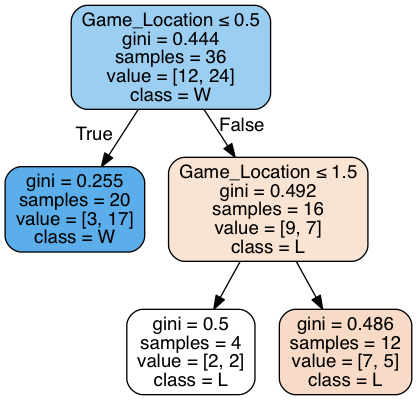 Game_Location ≤ 0.5
gini = 0.444
samples = 36
value = [12, 24]
class = W
True
False
gini = 0.255
samples = 20
value = [3, 17]
class = W
Game_Location ≤ 1.5
gini = 0.492
samples = 16
value = [9, 7]
class = L
gini = 0.5
samples = 4
value = [2, 2]
class = L
gini = 0.486
samples = 12
value = [7, 5]
class = L